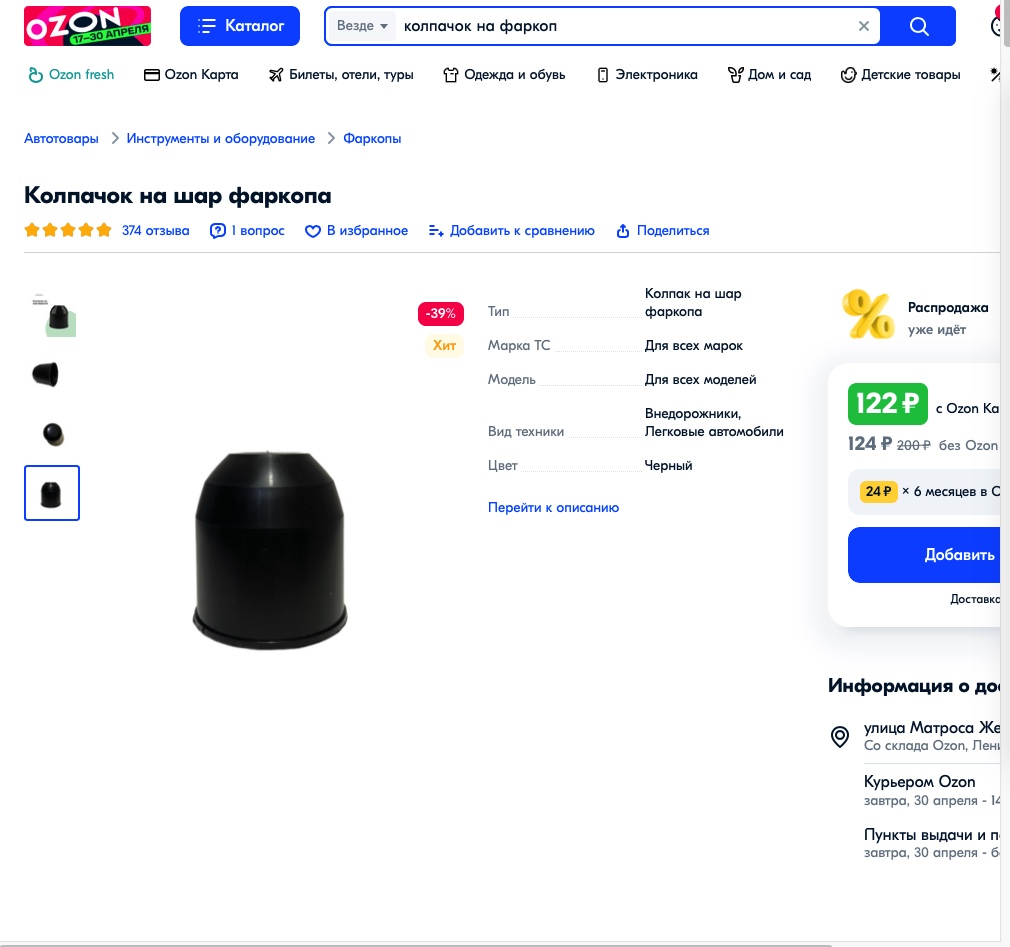 OZON
17–30 АПРЕЛЯ
Каталог
Везде
колпачок на фаркоп
Ozon fresh
Ozon Карта
Билеты, отели, туры
Одежда и обувь
Электроника
Дом и сад
Детские товары
Автотовары
Инструменты и оборудование
Фаркопы
Колпачок на шар фаркопа
374 отзыва
1 вопрос
В избранное
Добавить к сравнению
Поделиться
-39%
Хит
Тип
Колпак на шар
фаркопа
Марка ТС
Для всех марок
Модель
Для всех моделей
Вид техники
Внедорожники,
Легковые автомобили
Цвет
Черный
Перейти к описанию
%
Распродажа
уже идёт
122 ₽
с Ozon Ка
124 ₽ 200 ₽ без Ozon
24 ₽ × 6 месяцев в О
Добавить
Доставка
Информация о дос
улица Матроса Же
Со склада Ozon, Лени
Курьером Ozon
завтра, 30 апреля - 14
Пункты выдачи и п
завтра, 30 апреля - б